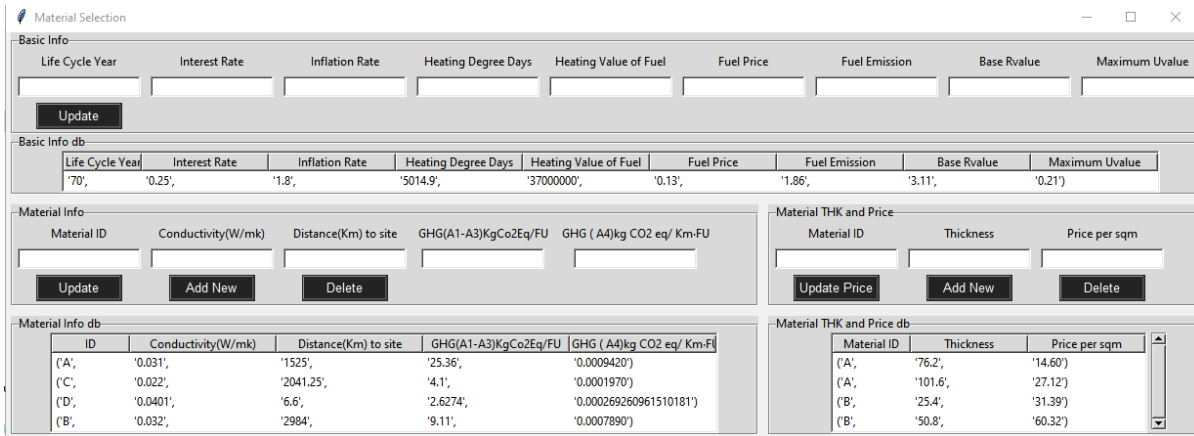 Material Selection
Basic Info
Life Cycle Year Interest Rate Inflation Rate Heating Degree Days Heating Value of Fuel Fuel Price Fuel Emission Base Rvalue Maximum Uvalue
Update
Basic Info db
Life Cycle Year Interest Rate Inflation Rate Heating Degree Days Heating Value of Fuel Fuel Price Fuel Emission Base Rvalue Maximum Uvalue
'70', '0.25', '1.8', '5014.9', '37000000', '0.13', '1.86', '3.11', '0.21')
Material Info
Material ID Conductivity(W/mk) Distance(Km) to site GHG(A1-A3)KgCo2Eq/FU GHG ( A4)kg CO2 eq/ Km-FU
Update Add New Delete
Material Info db
ID Conductivity(W/mk) Distance(Km) to site GHG(A1-A3)KgCo2Eq/FU GHG ( A4)kg CO2 eq/ Km-FU
('A', '0.031', '1525', '25.36', '0.0009420')
('C', '0.022', '2041.25', '4.1', '0.0001970')
('D', '0.0401', '6.6', '2.6274', '0.000269260961510181')
('B', '0.032', '2984', '9.11', '0.0007890')
Material THK and Price
Material ID Thickness Price per sqm
Update Price Add New Delete
Material THK and Price db
Material ID Thickness Price per sqm
('A', '76.2', '14.60')
('A', '101.6', '27.12')
('B', '25.4', '31.39')
('B', '50.8', '60.32')